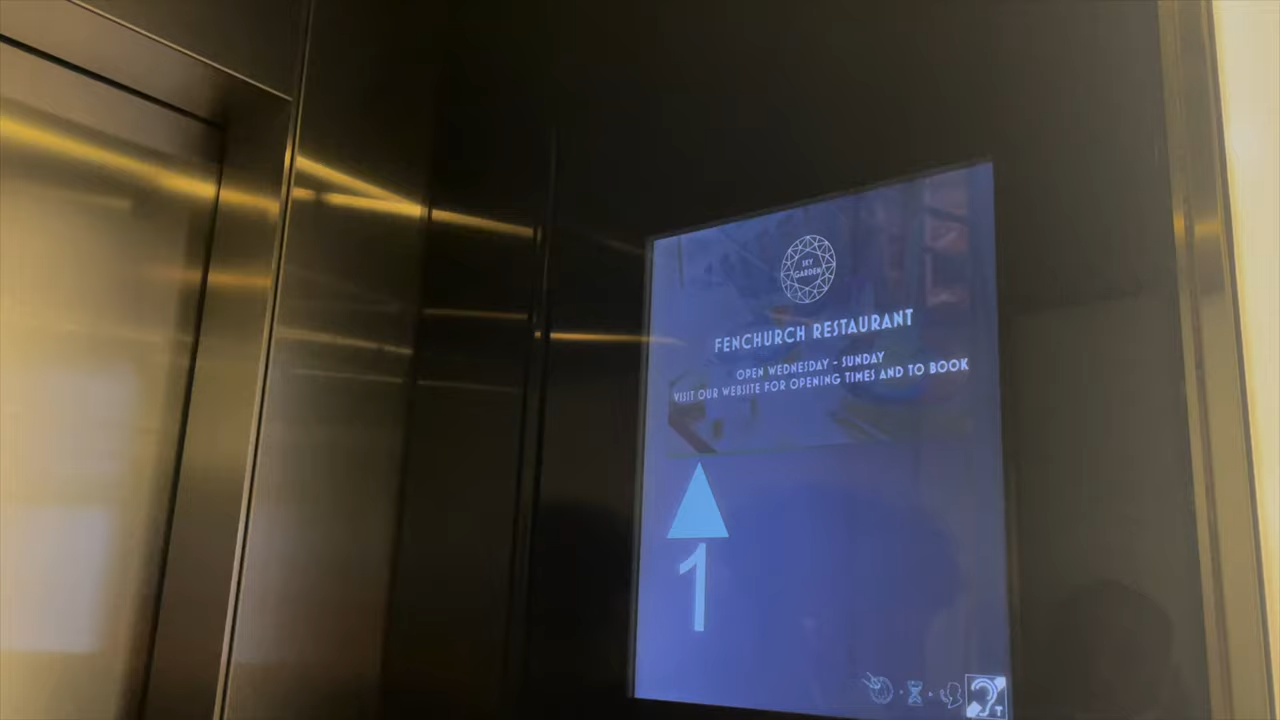 SKY
GARDEN
FENCHURCH RESTAURANT
OPEN WEDNESDAY - SUNDAY
VISIT OUR WEBSITE FOR OPENING TIMES AND TO BOOK
1
T